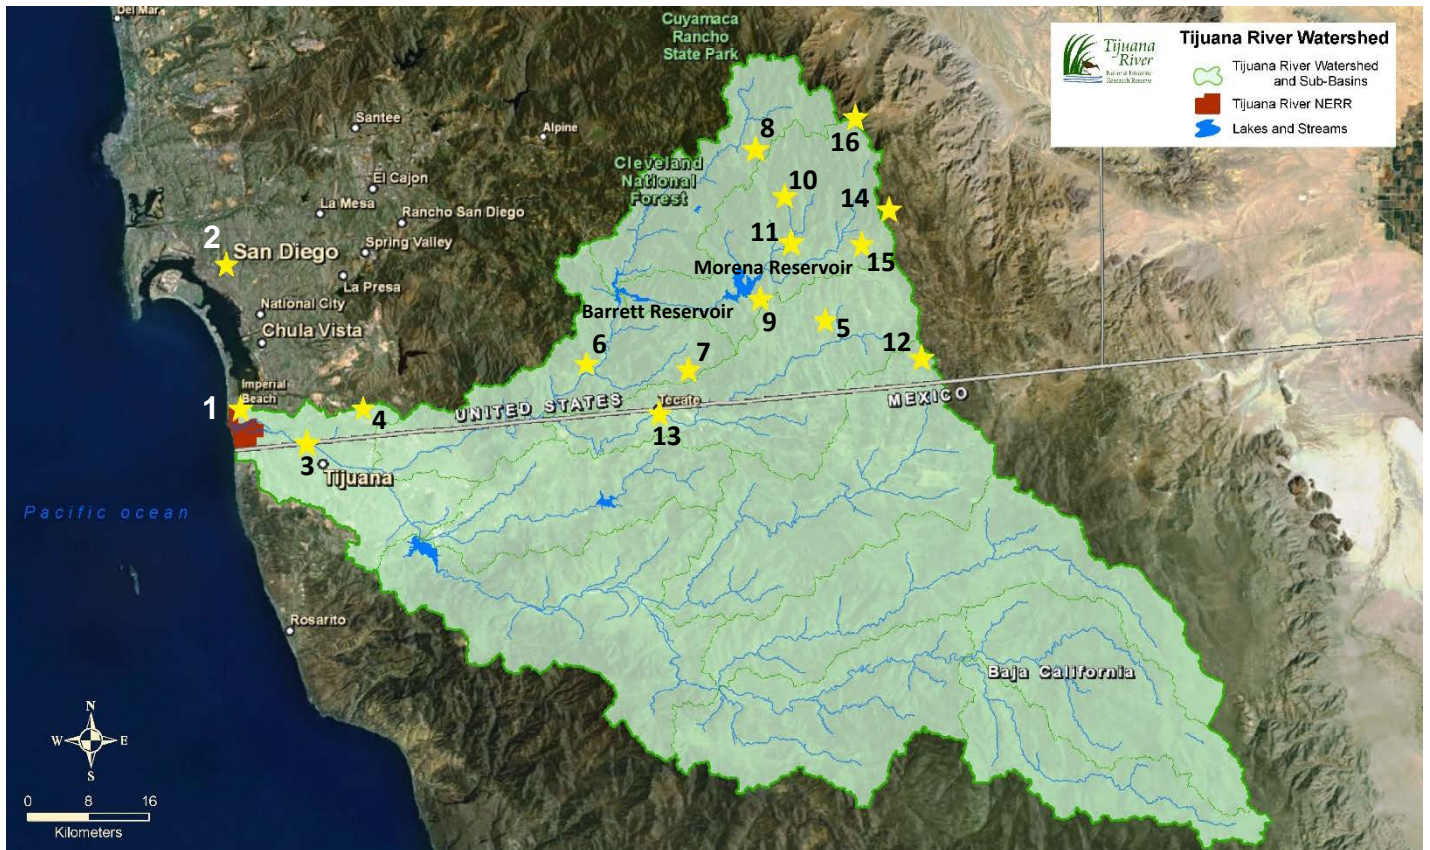 Del Mar
Cuyamaca
Rancho
State Park
Tijuana
River
National Estuarine
Research Reserve
Tijuana River Watershed
Tijuana River Watershed
and Sub-Basins
Tijuana River NERR
Lakes and Streams
Santee
Alpine
8
16
Cleveland
National
Forest
El Cajon
10
La Mesa
Rancho San Diego
14
2
San Diego
Spring Valley
11
15
La Presa
Morena Reservoir
National City
Barrett Reservoir
9
5
Chula Vista
6
7
12
Imperial
Beach
1
4
UNITED STATES
Tecate
MEXICO
13
3
Tijuana
Pacific ocean
Rosarito
Baja California
N
W
E
S
0
8
16
Kilometers